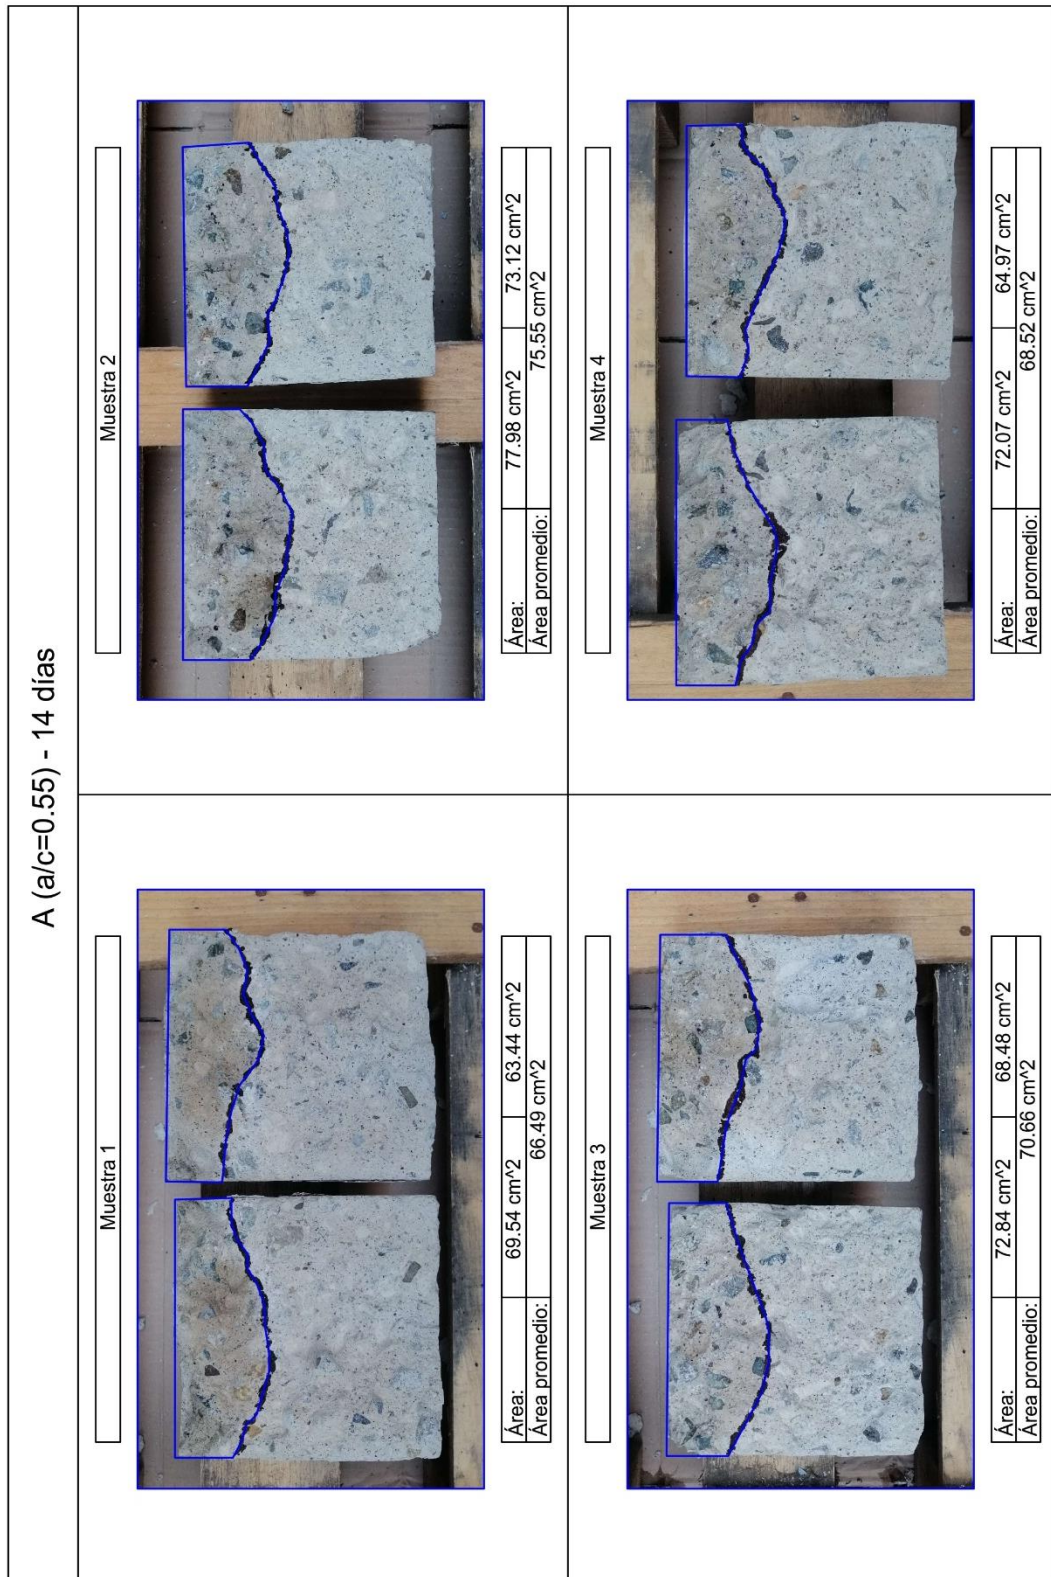 A (a/c=0.55) - 14 días
Muestra 1
Área: 69.54 cm^2 63.44 cm^2
Área promedio: 66.49 cm^2
Muestra 2
Área: 77.98 cm^2 73.12 cm^2
Área promedio: 75.55 cm^2
Muestra 3
Área: 72.84 cm^2 68.48 cm^2
Área promedio: 70.66 cm^2
Muestra 4
Área: 72.07 cm^2 64.97 cm^2
Área promedio: 68.52 cm^2